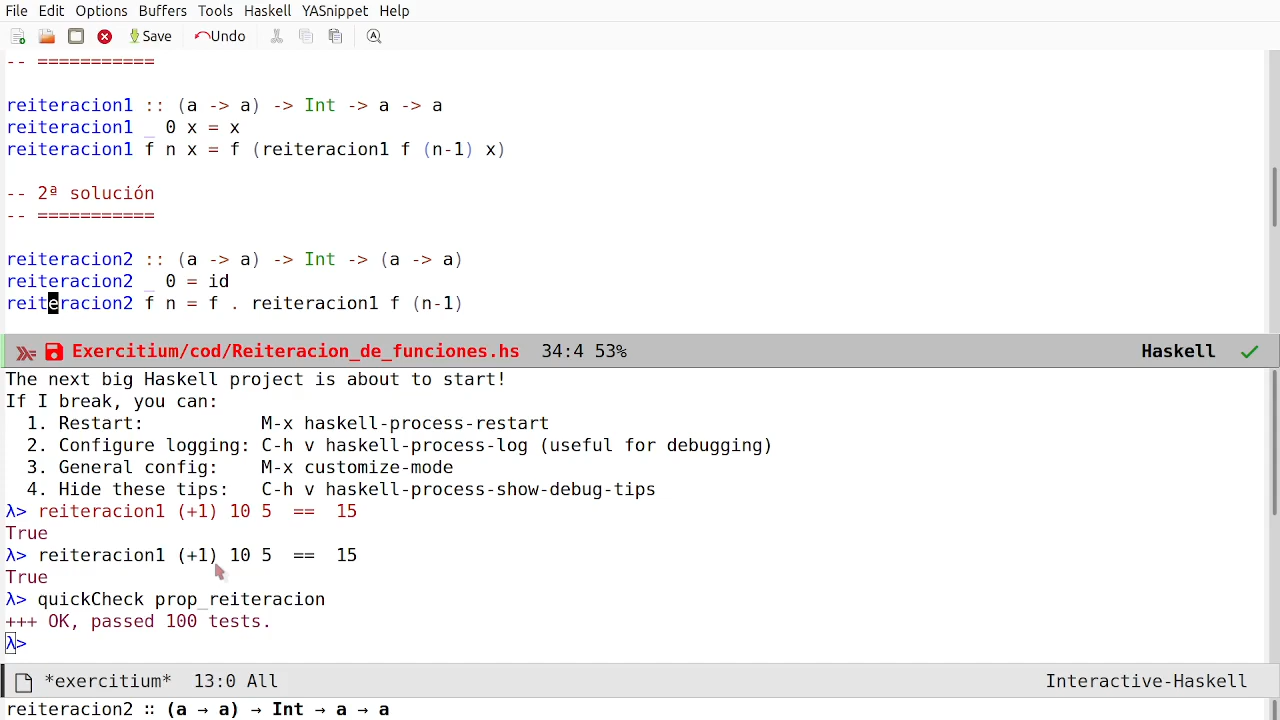 File Edit Options Buffers Tools Haskell YASnippet Help
Save Undo
-- ===========
reiteracion1 :: (a -> a) -> Int -> a -> a
reiteracion1 _ 0 x = x
reiteracion1 f n x = f (reiteracion1 f (n-1) x)
-- 2ª solución
-- ===========
reiteracion2 :: (a -> a) -> Int -> (a -> a)
reiteracion2 _ 0 = id
reiteracion2 f n = f . reiteracion1 f (n-1)
Exercitium/cod/Reiteracion_de_funciones.hs 34:4 53% Haskell ✓
The next big Haskell project is about to start!
If I break, you can:
1. Restart: M-x haskell-process-restart
2. Configure logging: C-h v haskell-process-log (useful for debugging)
3. General config: M-x customize-mode
4. Hide these tips: C-h v haskell-process-show-debug-tips
λ> reiteracion1 (+1) 10 5 == 15
True
λ> reiteracion1 (+1) 10 5 == 15
True
λ> quickCheck prop_reiteracion
+++ OK, passed 100 tests.
λ>
*exercitium* 13:0 All Interactive-Haskell
reiteracion2 ∷ (a → a) → Int → a → a